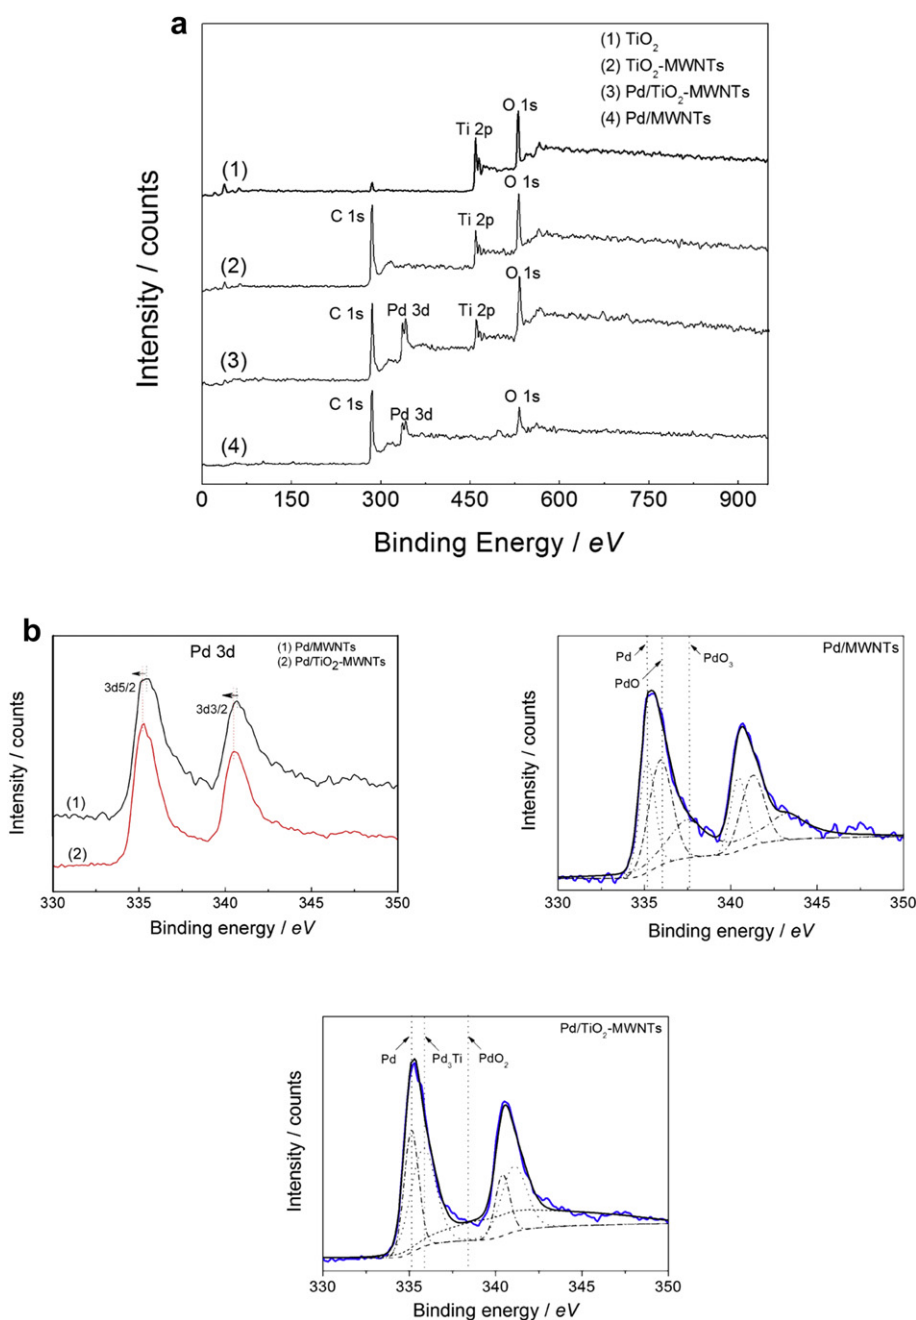 a
(1) TiO₂
(2) TiO₂-MWNTs
(3) Pd/TiO₂-MWNTs
(4) Pd/MWNTs
O 1s
Ti 2p
(1)
O 1s
C 1s
Ti 2p
(2)
O 1s
C 1s
Pd 3d
Ti 2p
(3)
O 1s
C 1s
Pd 3d
(4)
Intensity / counts
0 150 300 450 600 750 900
Binding Energy / eV
b
Pd 3d
(1) Pd/MWNTs
(2) Pd/TiO₂-MWNTs
3d5/2
3d3/2
(1)
(2)
Intensity / counts
330 335 340 345 350
Binding energy / eV
Pd/MWNTs
Pd
PdO₃
PdO
Intensity / counts
330 335 340 345 350
Binding energy / eV
Pd/TiO₂-MWNTs
Pd
Pd₃Ti
PdO₂
Intensity / counts
330 335 340 345 350
Binding energy / eV